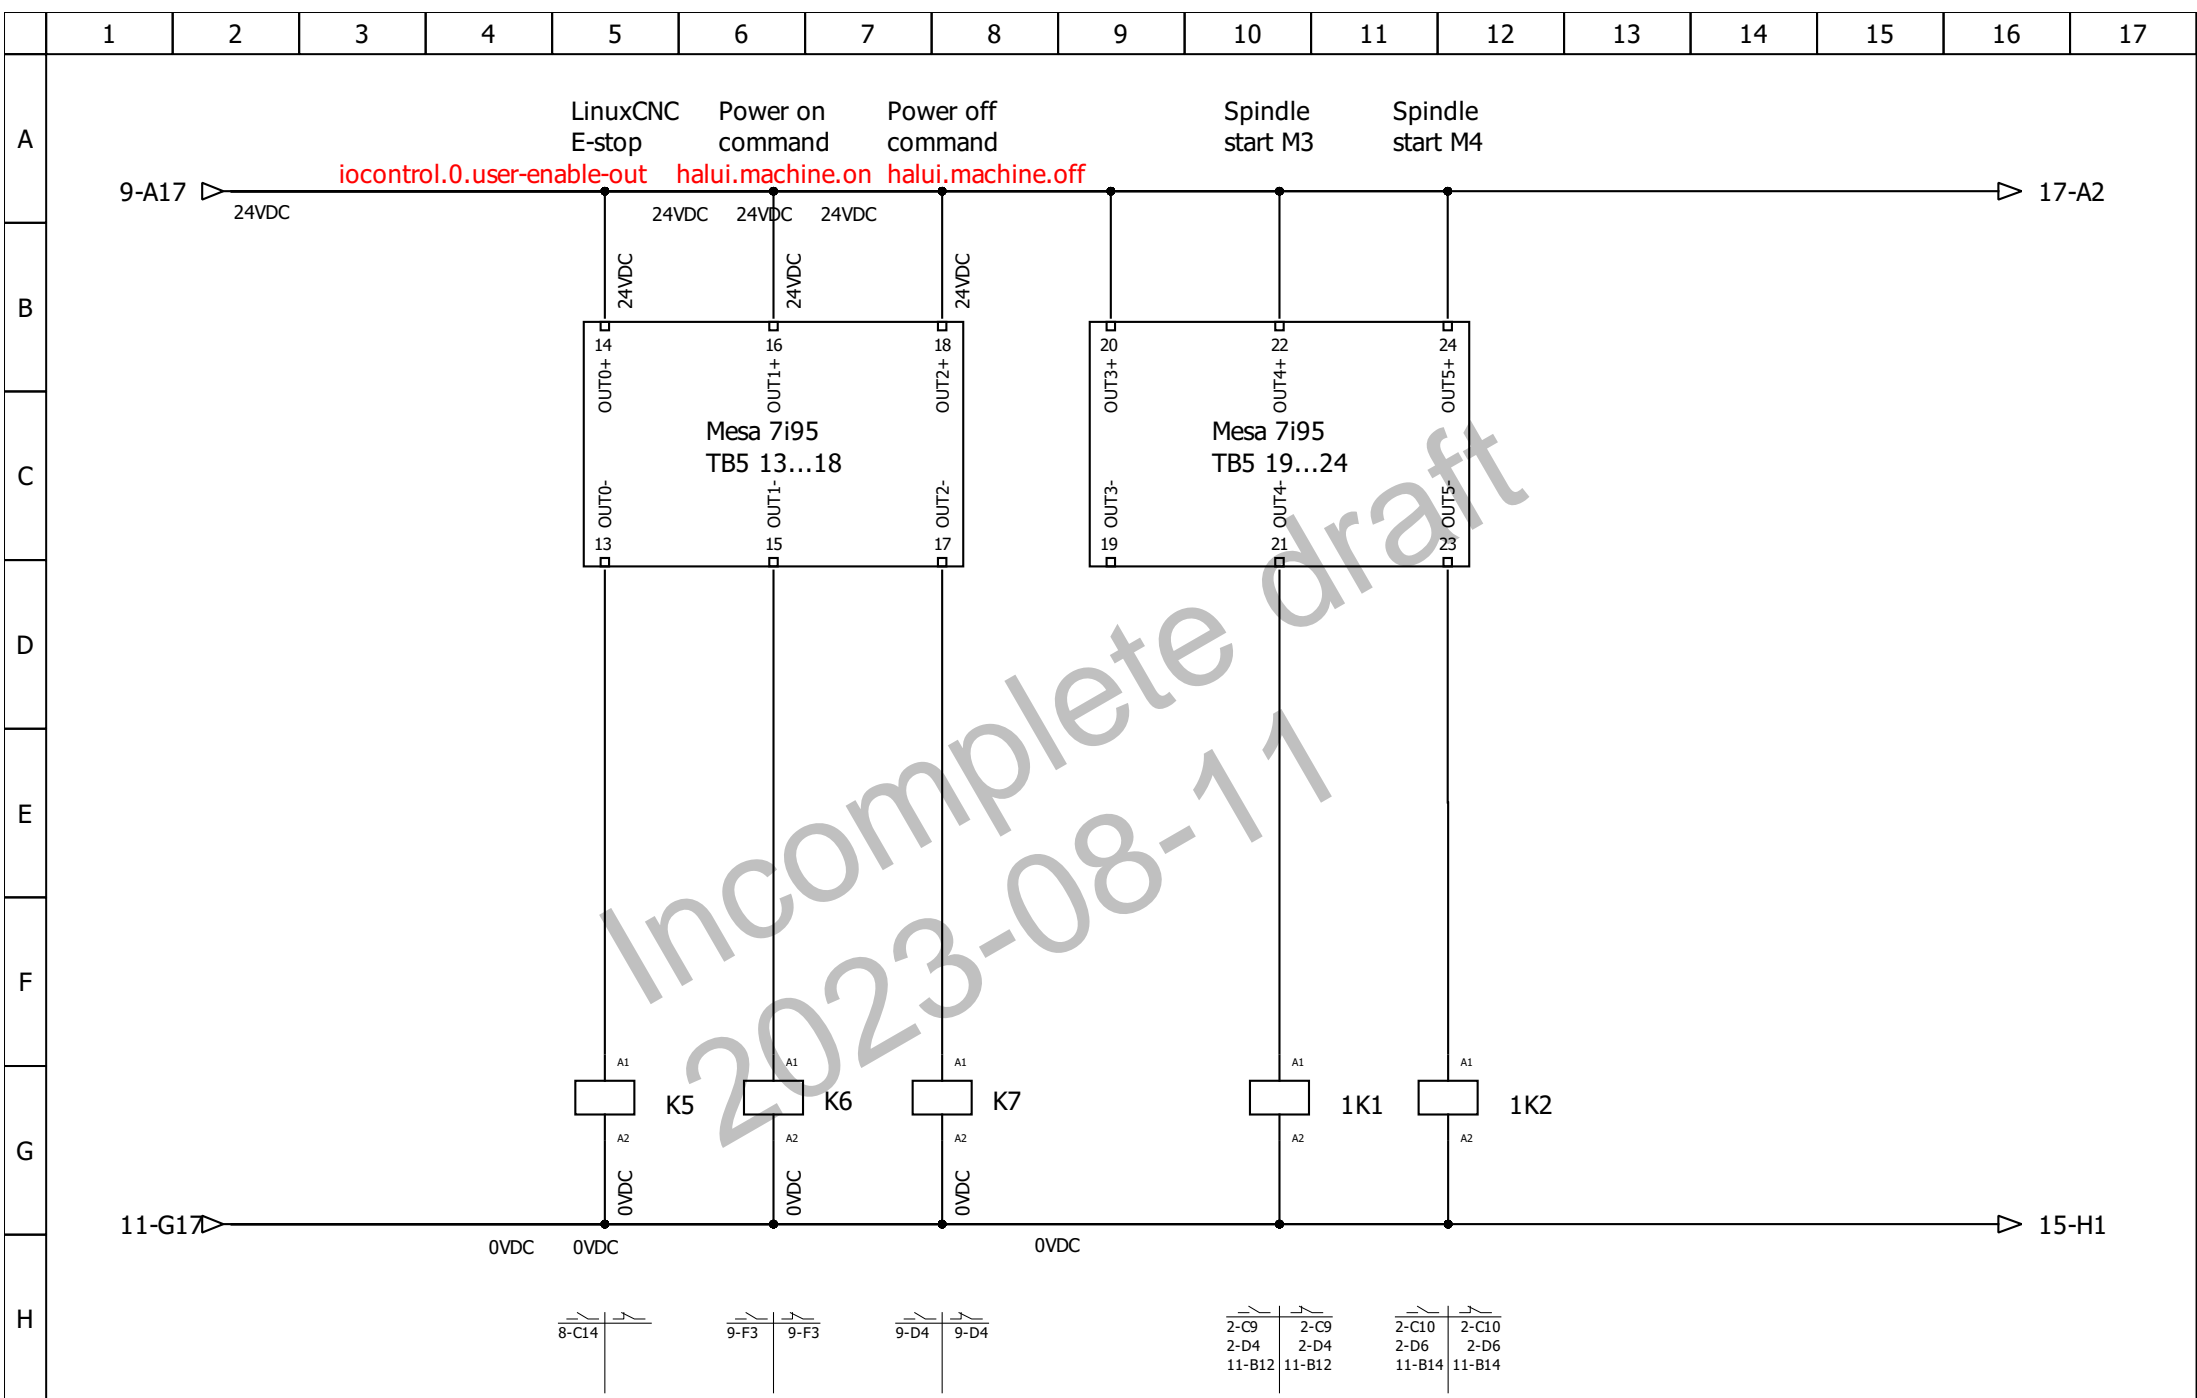 1 2 3 4 5 6 7 8 9 10 11 12 13 14 15 16 17
A
B
C
D
E
F
G
H
LinuxCNC
E-stop
Power on
command
Power off
command
Spindle
start M3
Spindle
start M4
iocontrol.0.user-enable-out halui.machine.on halui.machine.off
9-A17
17-A2
24VDC
24VDC 24VDC 24VDC
24VDC
24VDC
24VDC
14 16 18
OUT0+ OUT1+ OUT2+
Mesa 7i95
TB5 13...18
OUT0- OUT1- OUT2-
13 15 17
20 22 24
OUT3+ OUT4+ OUT5+
Mesa 7i95
TB5 19...24
OUT3- OUT4- OUT5-
19 21 23
Incomplete draft
2023-08-11
A1 A1 A1 A1 A1
K5 K6 K7 1K1 1K2
A2 A2 A2 A2 A2
0VDC
0VDC
0VDC
11-G17
15-H1
0VDC 0VDC 0VDC
8-C14
9-F3 9-F3
9-D4 9-D4
2-C9 2-C9
2-D4 2-D4
11-B12 11-B12
2-C10 2-C10
2-D6 2-D6
11-B14 11-B14